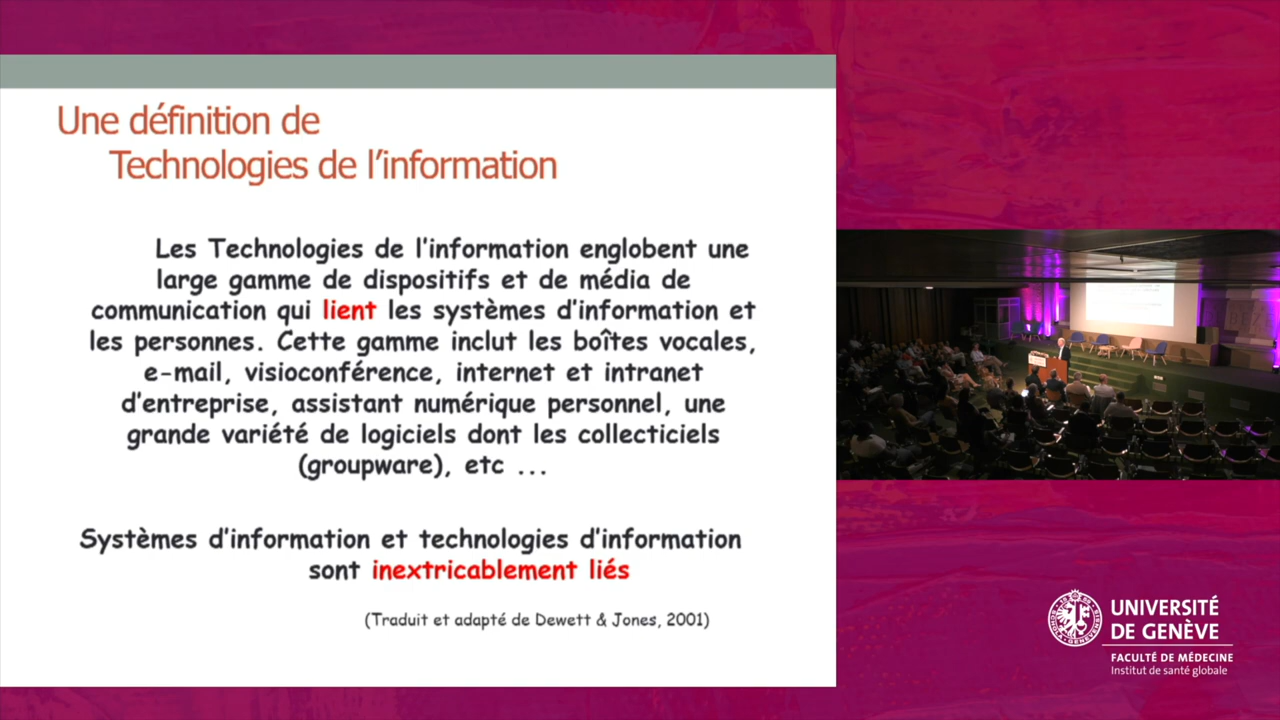 Une définition de
Technologies de l’information
Les Technologies de l’information englobent une
large gamme de dispositifs et de média de
communication qui lient les systèmes d’information et
les personnes. Cette gamme inclut les boîtes vocales,
e-mail, visioconférence, internet et intranet
d’entreprise, assistant numérique personnel, une
grande variété de logiciels dont les collecticiels
(groupware), etc ...
Systèmes d’information et technologies d’information
sont inextricablement liés
(Traduit et adapté de Dewett & Jones, 2001)
UNIVERSITÉ
DE GENÈVE
FACULTÉ DE MÉDECINE
Institut de santé globale